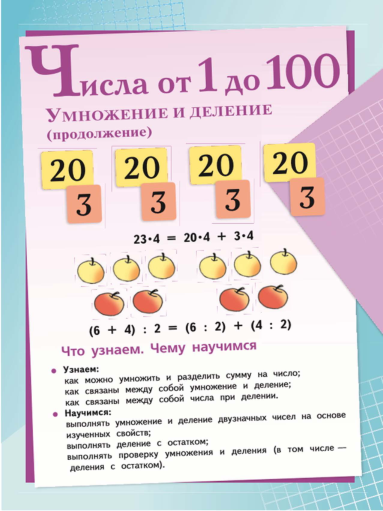 Числа от 1 до 100
Умножение и деление
(продолжение)
20 20 20 20
3 3 3 3
23·4 = 20·4 + 3·4
(6 + 4) : 2 = (6 : 2) + (4 : 2)
Что узнаем. Чему научимся
● Узнаем:
как можно умножить и разделить сумму на число;
как связаны между собой умножение и деление;
как связаны между собой числа при делении.
● Научимся:
выполнять умножение и деление двузначных чисел на основе
изученных свойств;
выполнять деление с остатком;
выполнять проверку умножения и деления (в том числе —
деления с остатком).